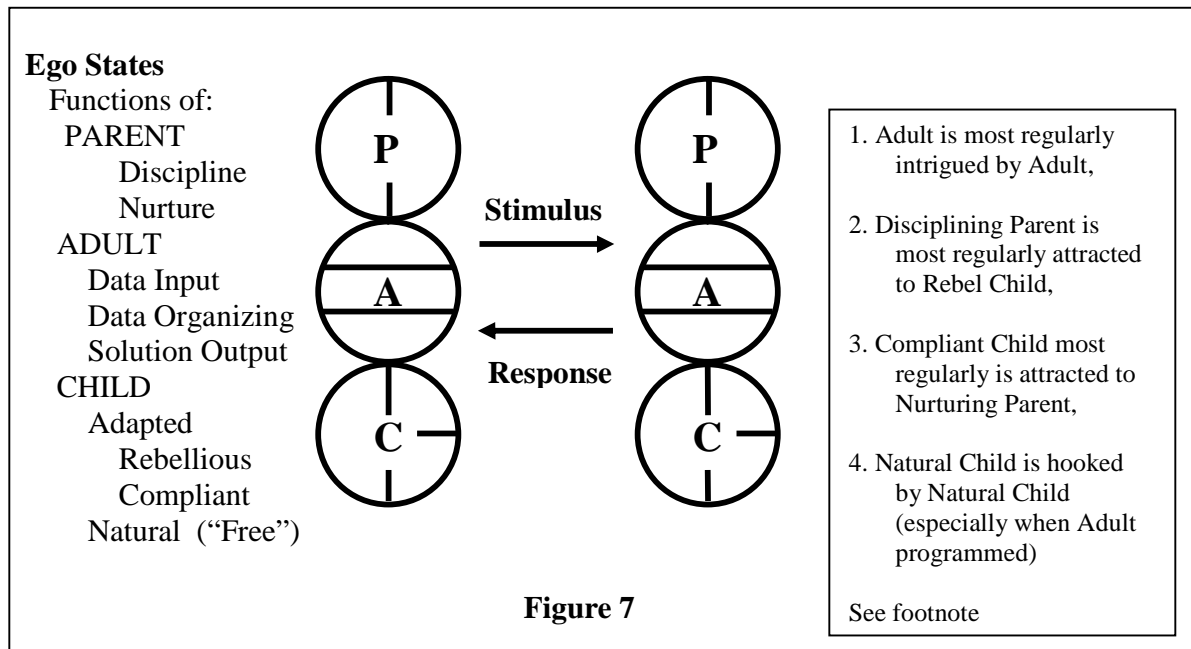 Ego States
Functions of:
PARENT
Discipline
Nurture
ADULT
Data Input
Data Organizing
Solution Output
CHILD
Adapted
Rebellious
Compliant
Natural (“Free”)
P
A
C
Stimulus
Response
P
A
C
1. Adult is most regularly
intrigued by Adult,
2. Disciplining Parent is
most regularly attracted
to Rebel Child,
3. Compliant Child most
regularly is attracted to
Nurturing Parent,
4. Natural Child is hooked
by Natural Child
(especially when Adult
programmed)
See footnote
Figure 7